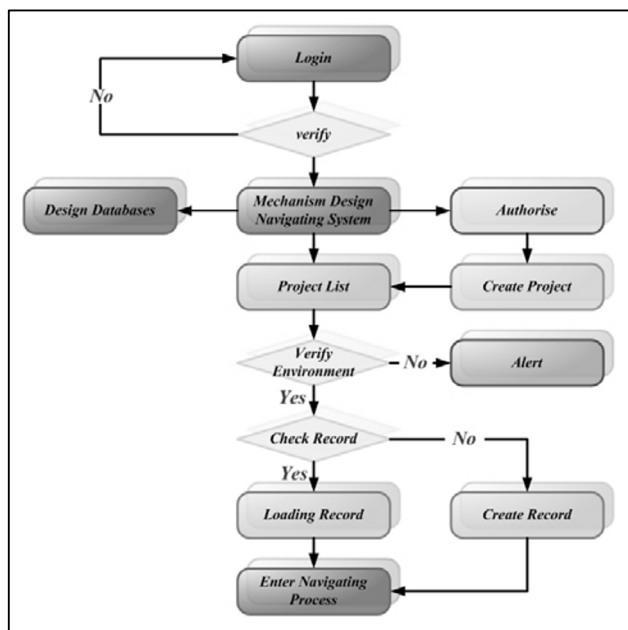 Login
No
verify
Design Databases
Mechanism Design
Navigating System
Authorise
Project List
Create Project
Verify
Environment
No
Alert
Yes
Check Record
No
Yes
Loading Record
Create Record
Enter Navigating
Process